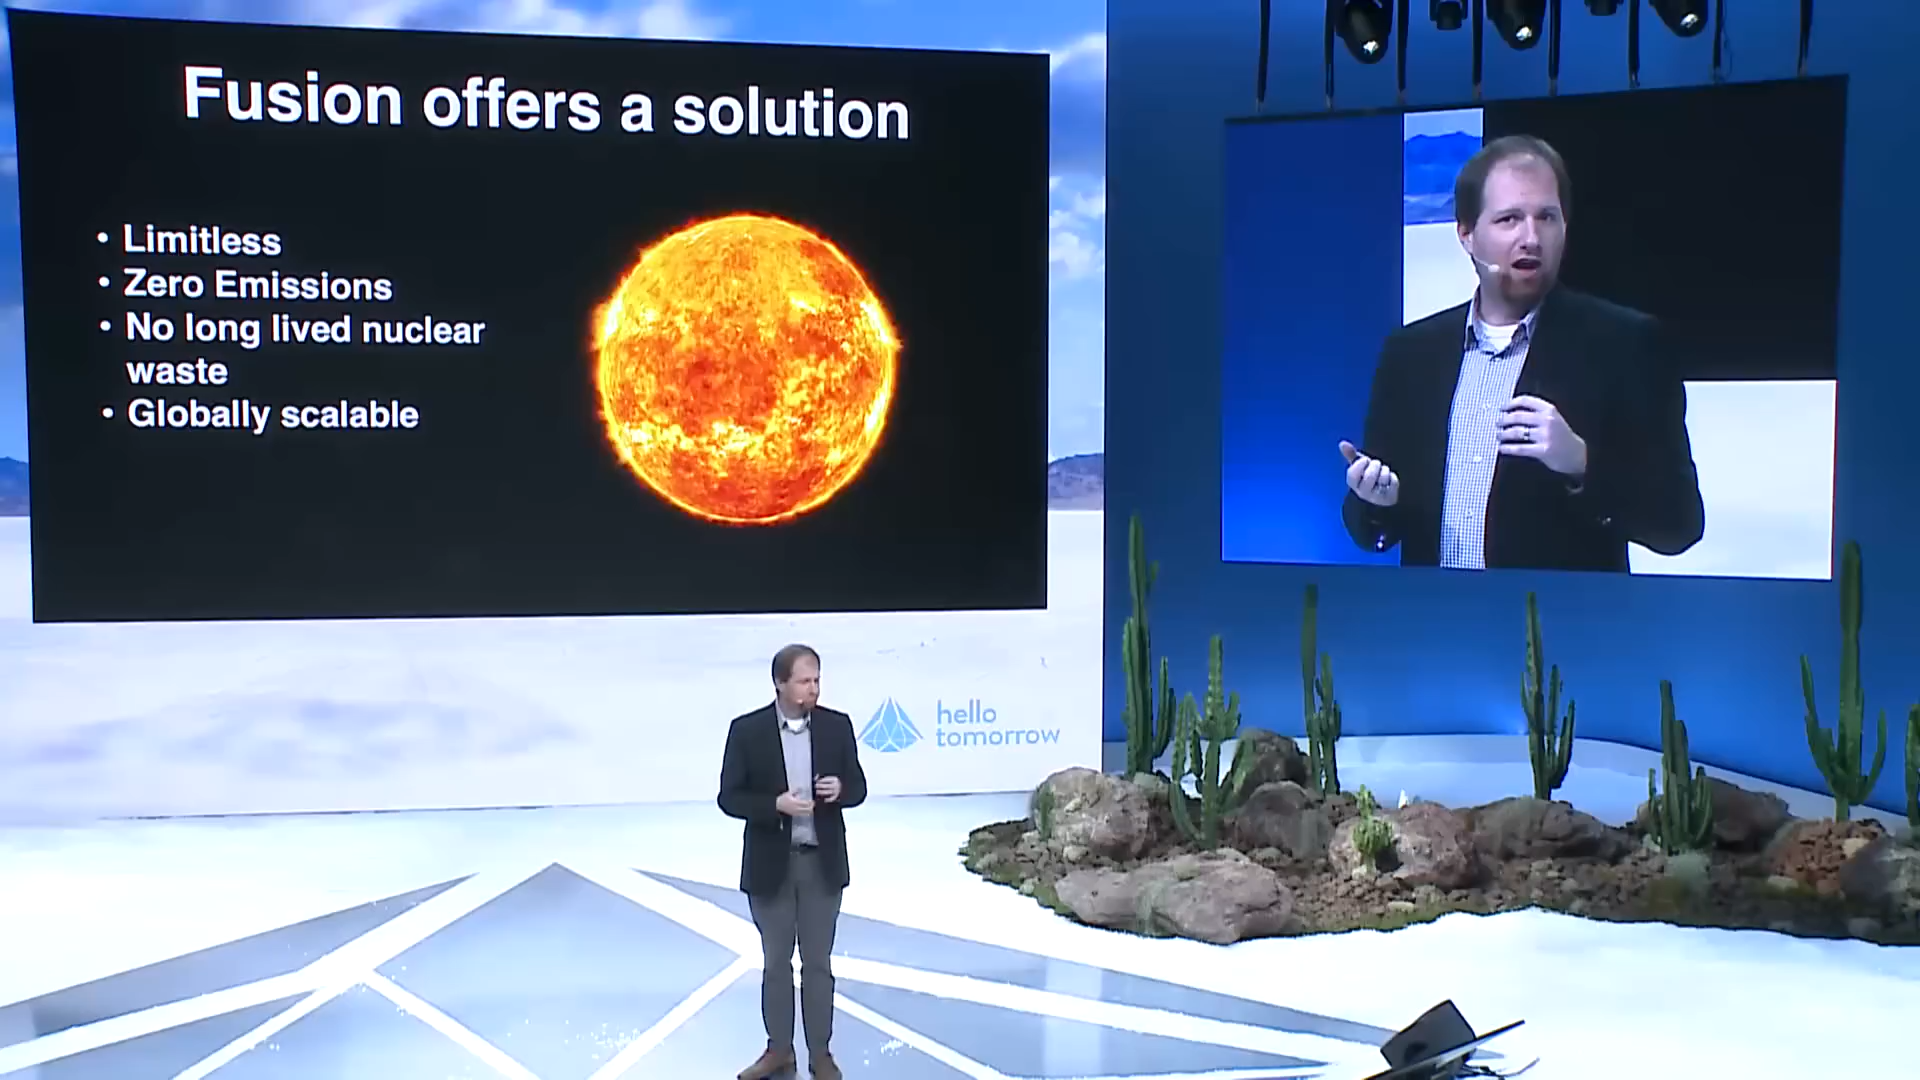 Fusion offers a solution
• Limitless
• Zero Emissions
• No long lived nuclear
waste
• Globally scalable
hello
tomorrow